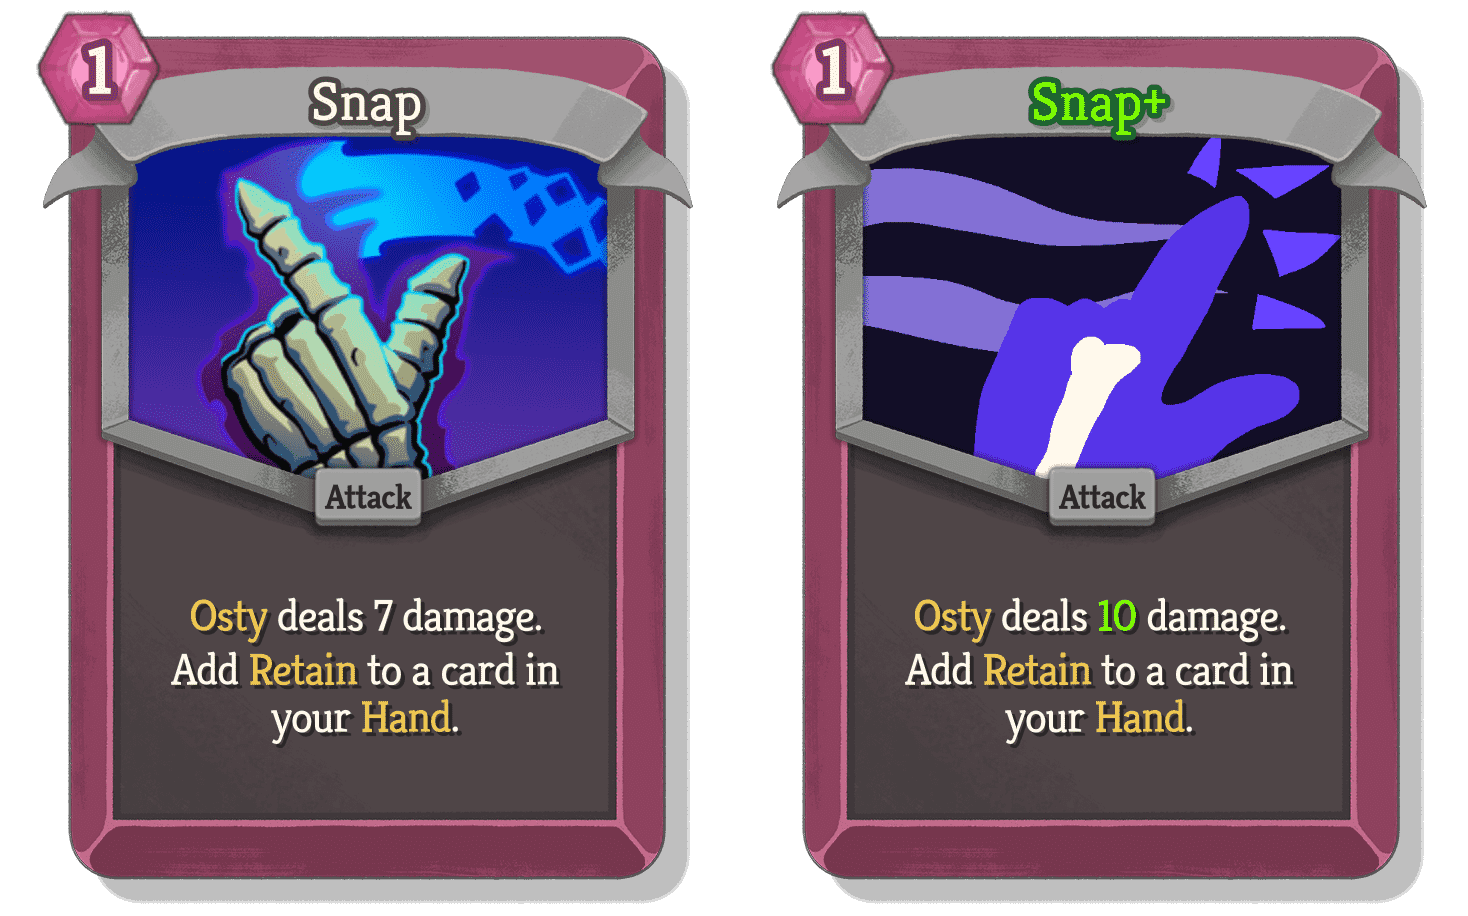 1
Snap
Attack
Osty deals 7 damage.
Add Retain to a card in
your Hand.
1
Snap+
Attack
Osty deals 10 damage.
Add Retain to a card in
your Hand.